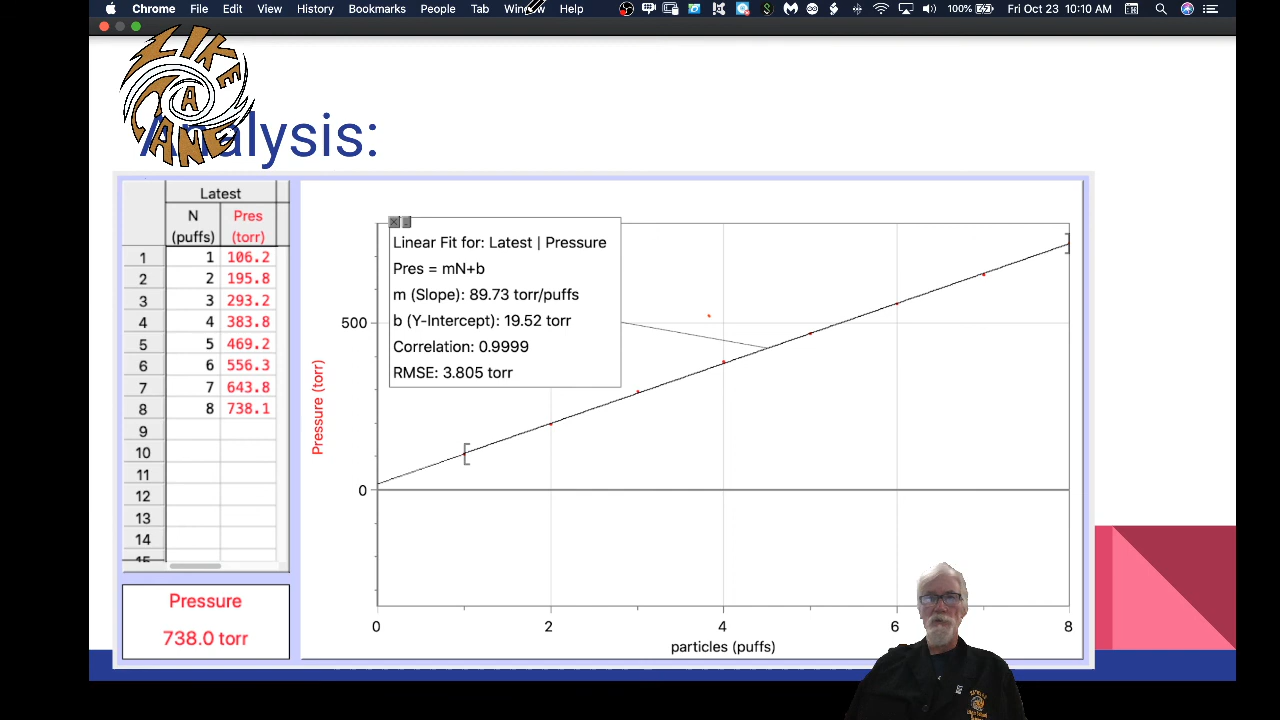 Chrome File Edit View History Bookmarks People Tab Window Help 100% Fri Oct 23 10:10 AM
LIKE
A
CANE
Analysis:
Latest
N Pres
(puffs) (torr)
1 1 106.2
2 2 195.8
3 3 293.2
4 4 383.8
5 5 469.2
6 6 556.3
7 7 643.8
8 8 738.1
9
10
11
12
13
14
15
Pressure
738.0 torr
Linear Fit for: Latest | Pressure
Pres = mN+b
m (Slope): 89.73 torr/puffs
b (Y-Intercept): 19.52 torr
Correlation: 0.9999
RMSE: 3.805 torr
500
0
Pressure (torr)
0 2 4 6 8
particles (puffs)